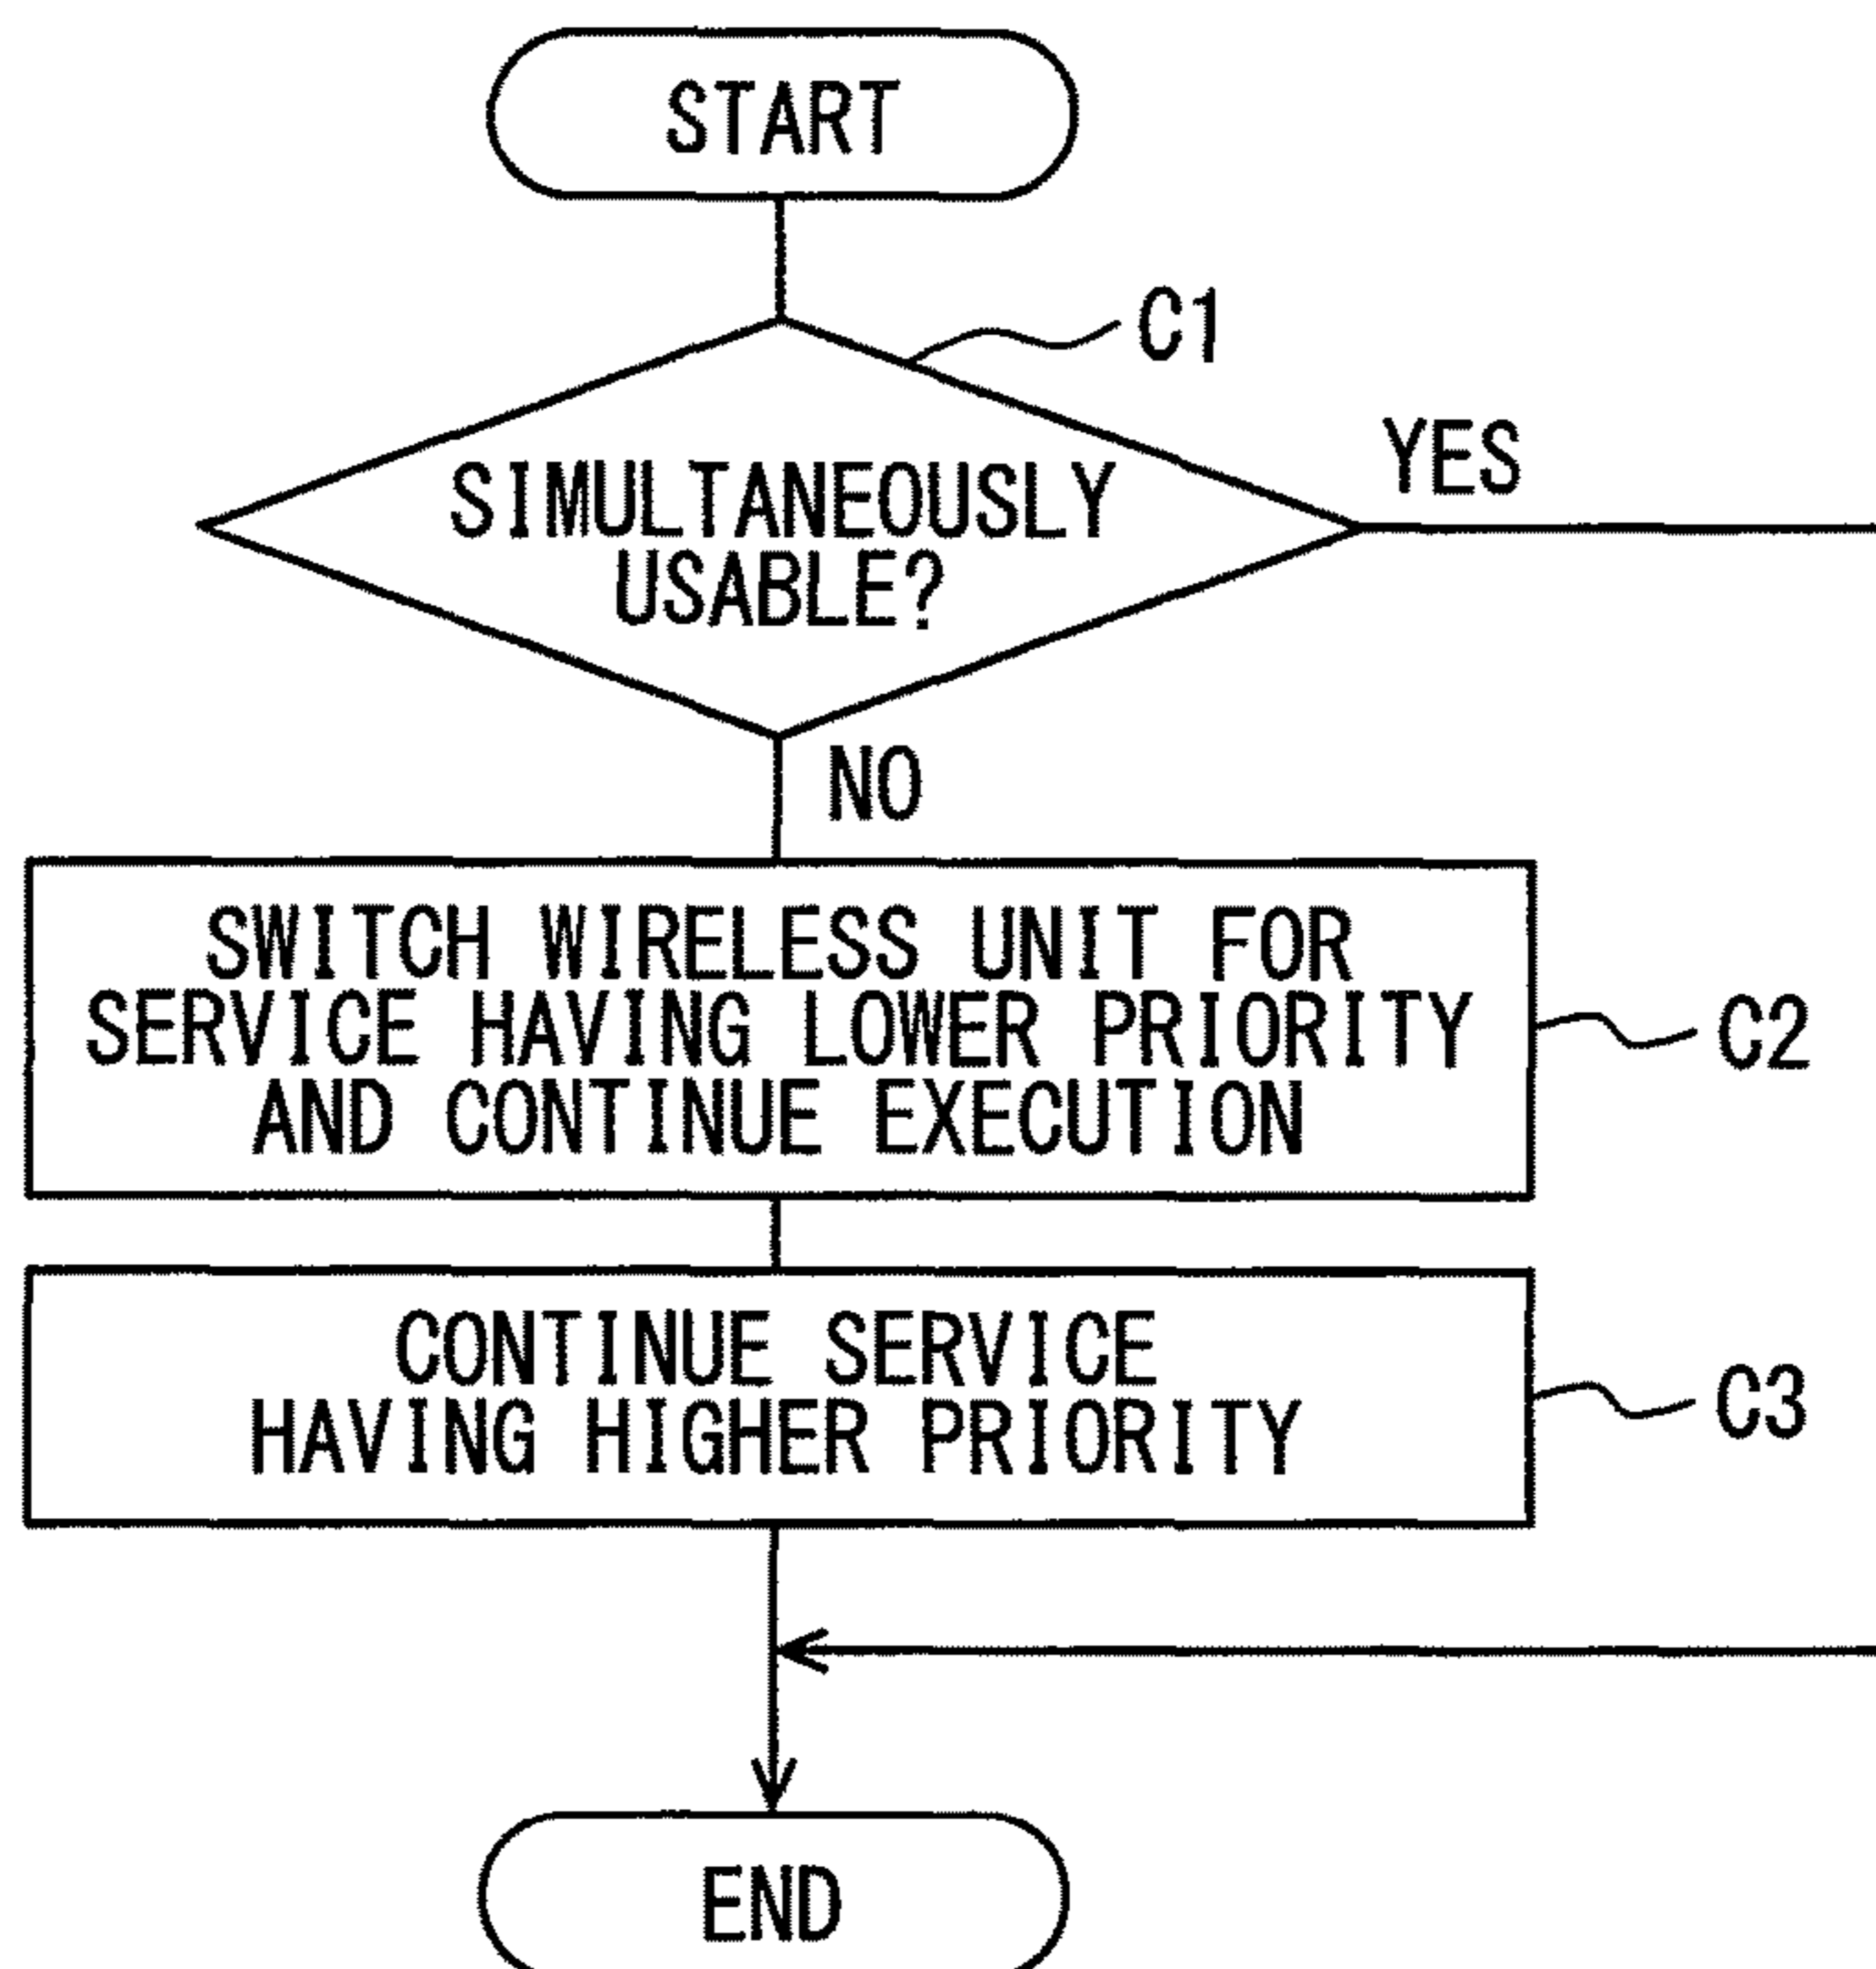 START
C1
YES
SIMULTANEOUSLY
USABLE?
NO
SWITCH WIRELESS UNIT FOR
SERVICE HAVING LOWER PRIORITY
AND CONTINUE EXECUTION
C2
CONTINUE SERVICE
HAVING HIGHER PRIORITY
C3
END